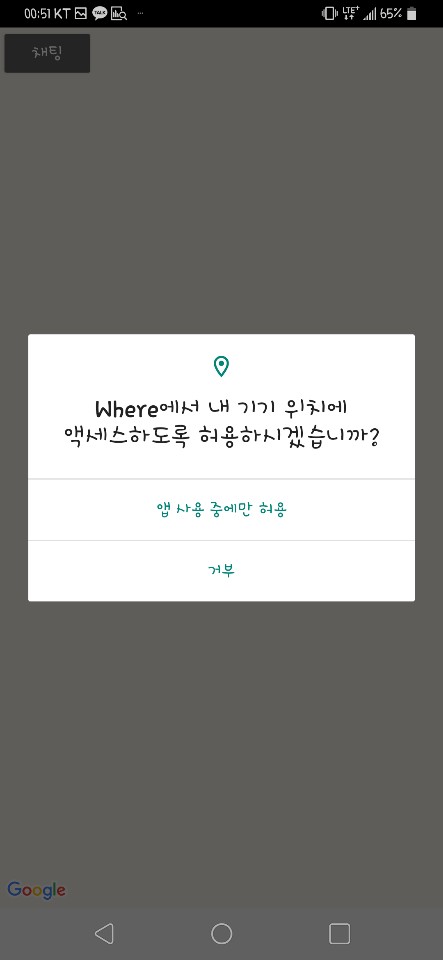 00:51 KT TALK LTE+ 65%
채팅
Where에서 내 기기 위치에
액세스하도록 허용하시겠습니까?
앱 사용 중에만 허용
거부
Google